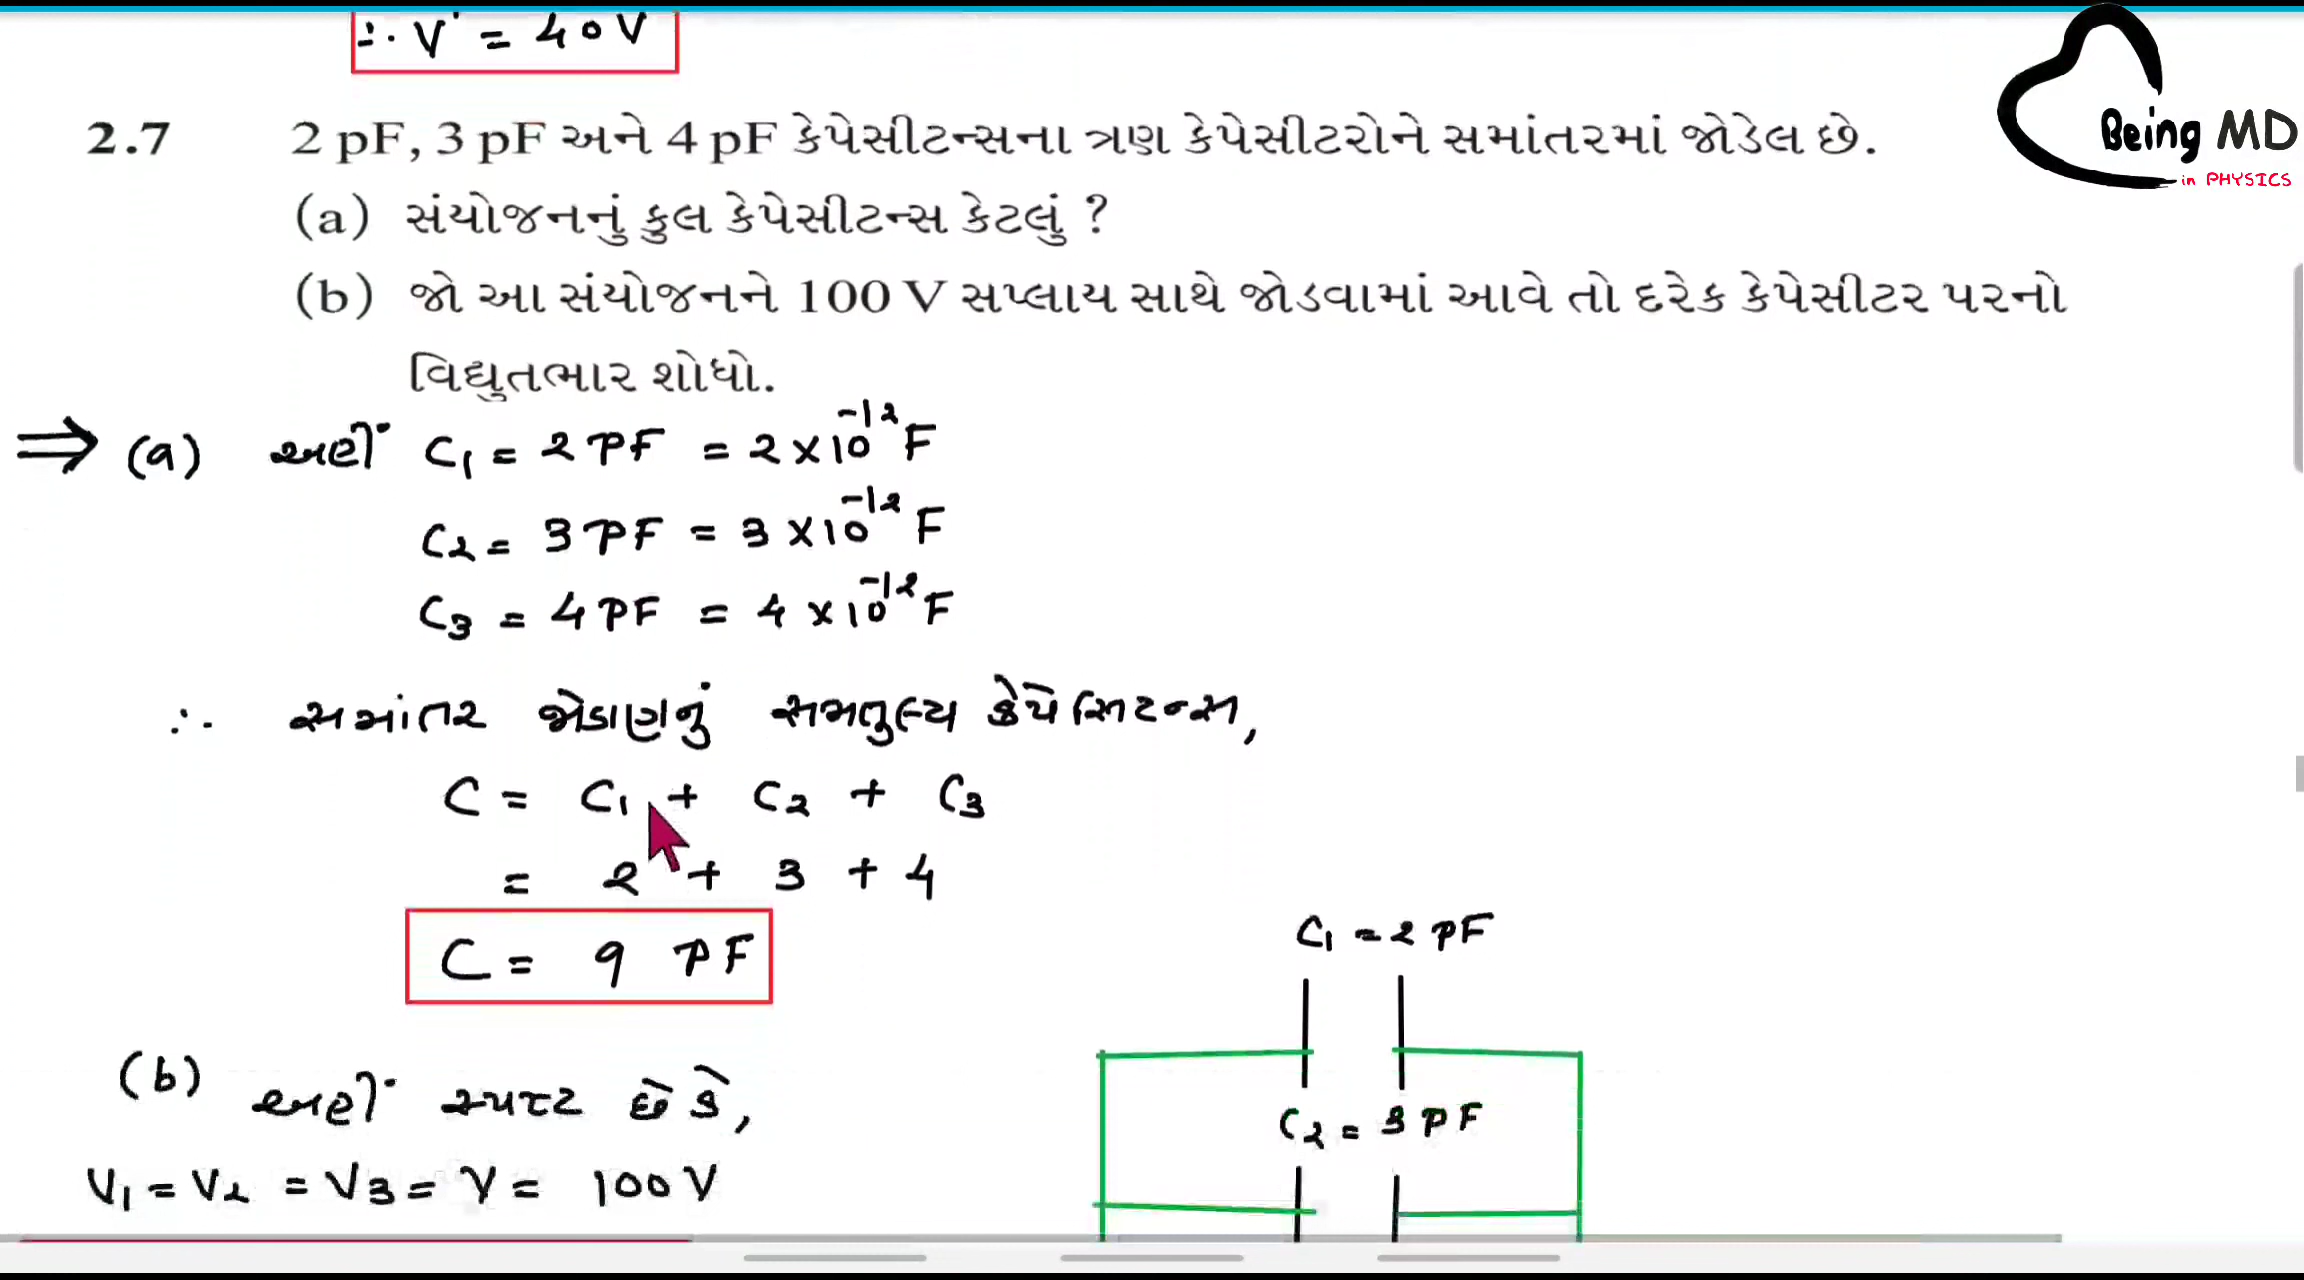 ∴ V' = 40 V
Being MD
in PHYSICS
2.7 2 pF, 3 pF અને 4 pF કેપેસીટન્સના ત્રણ કેપેસીટરોને સમાંતરમાં જોડેલ છે.
(a) સંયોજનનું કુલ કેપેસીટન્સ કેટલું ?
(b) જો આ સંયોજનને 100 V સપ્લાય સાથે જોડવામાં આવે તો દરેક કેપેસીટર પરનો
વિદ્યુતભાર શોધો.
⇒ (a) અહીં C₁ = 2 PF = 2 × 10⁻¹² F
C₂ = 3 PF = 3 × 10⁻¹² F
C₃ = 4 PF = 4 × 10⁻¹² F
∴ સમાંતર જોડાણનું સમતુલ્ય કેપેસિટન્સ,
C = C₁ + C₂ + C₃
= 2 + 3 + 4
C = 9 PF
C₁ = 2 PF
(b) અહીં સ્પષ્ટ છે કે,
C₂ = 3 PF
V₁ = V₂ = V₃ = V = 100 V